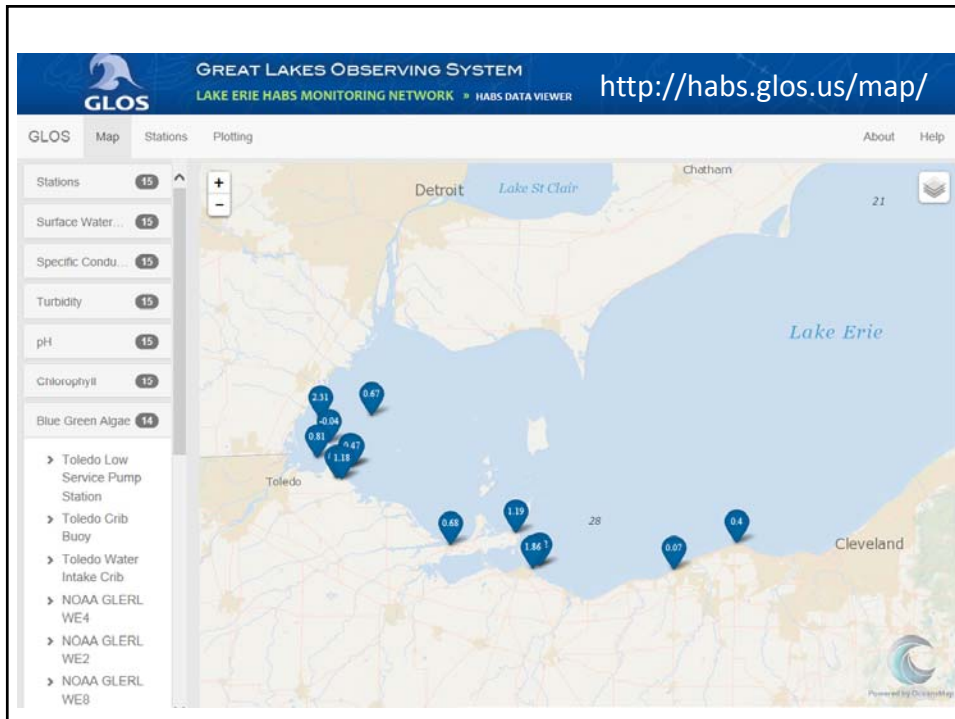 GLOS
GREAT LAKES OBSERVING SYSTEM
LAKE ERIE HABS MONITORING NETWORK » HABS DATA VIEWER
http://habs.glos.us/map/
GLOS Map Stations Plotting About Help
Stations 15
Surface Water... 15
Specific Condu... 15
Turbidity 15
pH 15
Chlorophyll 15
Blue Green Algae 14
Toledo Low
Service Pump
Station
Toledo Crib
Buoy
Toledo Water
Intake Crib
NOAA GLERL
WE4
NOAA GLERL
WE2
NOAA GLERL
WE8
+
−
Detroit
Lake St Clair
Chatham
21
Lake Erie
2.31
0.67
-0.04
0.81
1.18
Toledo
0.68
1.19
28
1.86
0.07
0.4
Cleveland
Powered by OceansMap